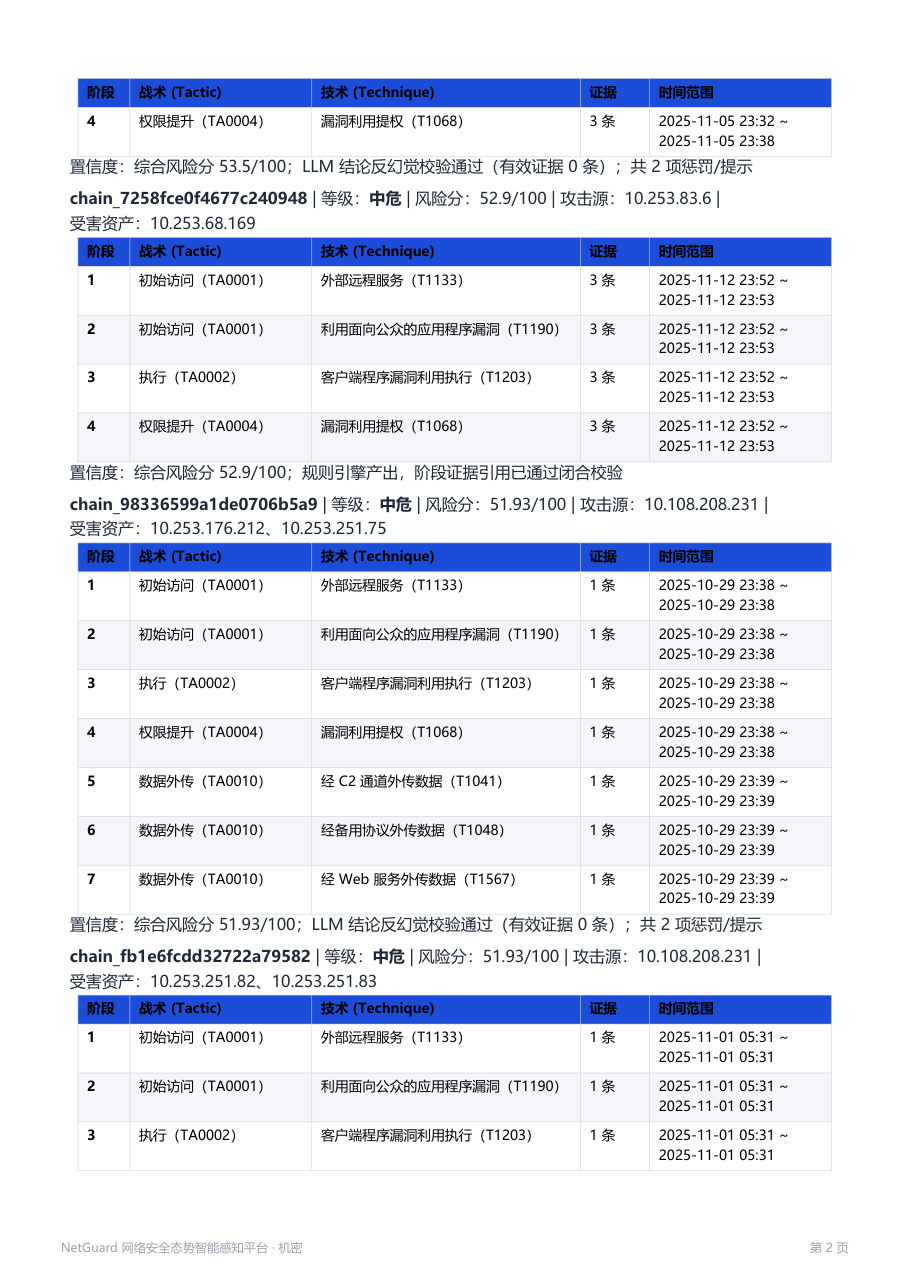 阶段 战术 (Tactic) 技术 (Technique) 证据 时间范围
4 权限提升（TA0004） 漏洞利用提权（T1068） 3 条 2025-11-05 23:32 ~
2025-11-05 23:38
置信度：综合风险分 53.5/100；LLM 结论反幻觉校验通过（有效证据 0 条）；共 2 项惩罚/提示
chain_7258fce0f4677c240948 | 等级：中危 | 风险分：52.9/100 | 攻击源：10.253.83.6 |
受害资产：10.253.68.169
阶段 战术 (Tactic) 技术 (Technique) 证据 时间范围
1 初始访问（TA0001） 外部远程服务（T1133） 3 条 2025-11-12 23:52 ~
2025-11-12 23:53
2 初始访问（TA0001） 利用面向公众的应用程序漏洞（T1190） 3 条 2025-11-12 23:52 ~
2025-11-12 23:53
3 执行（TA0002） 客户端程序漏洞利用执行（T1203） 3 条 2025-11-12 23:52 ~
2025-11-12 23:53
4 权限提升（TA0004） 漏洞利用提权（T1068） 3 条 2025-11-12 23:52 ~
2025-11-12 23:53
置信度：综合风险分 52.9/100；规则引擎产出，阶段证据引用已通过闭合校验
chain_98336599a1de0706b5a9 | 等级：中危 | 风险分：51.93/100 | 攻击源：10.108.208.231 |
受害资产：10.253.176.212、10.253.251.75
阶段 战术 (Tactic) 技术 (Technique) 证据 时间范围
1 初始访问（TA0001） 外部远程服务（T1133） 1 条 2025-10-29 23:38 ~
2025-10-29 23:38
2 初始访问（TA0001） 利用面向公众的应用程序漏洞（T1190） 1 条 2025-10-29 23:38 ~
2025-10-29 23:38
3 执行（TA0002） 客户端程序漏洞利用执行（T1203） 1 条 2025-10-29 23:38 ~
2025-10-29 23:38
4 权限提升（TA0004） 漏洞利用提权（T1068） 1 条 2025-10-29 23:38 ~
2025-10-29 23:38
5 数据外传（TA0010） 经 C2 通道外传数据（T1041） 1 条 2025-10-29 23:39 ~
2025-10-29 23:39
6 数据外传（TA0010） 经备用协议外传数据（T1048） 1 条 2025-10-29 23:39 ~
2025-10-29 23:39
7 数据外传（TA0010） 经 Web 服务外传数据（T1567） 1 条 2025-10-29 23:39 ~
2025-10-29 23:39
置信度：综合风险分 51.93/100；LLM 结论反幻觉校验通过（有效证据 0 条）；共 2 项惩罚/提示
chain_fb1e6fcdd32722a79582 | 等级：中危 | 风险分：51.93/100 | 攻击源：10.108.208.231 |
受害资产：10.253.251.82、10.253.251.83
阶段 战术 (Tactic) 技术 (Technique) 证据 时间范围
1 初始访问（TA0001） 外部远程服务（T1133） 1 条 2025-11-01 05:31 ~
2025-11-01 05:31
2 初始访问（TA0001） 利用面向公众的应用程序漏洞（T1190） 1 条 2025-11-01 05:31 ~
2025-11-01 05:31
3 执行（TA0002） 客户端程序漏洞利用执行（T1203） 1 条 2025-11-01 05:31 ~
2025-11-01 05:31
NetGuard 网络安全态势智能感知平台 · 机密 第 2 页